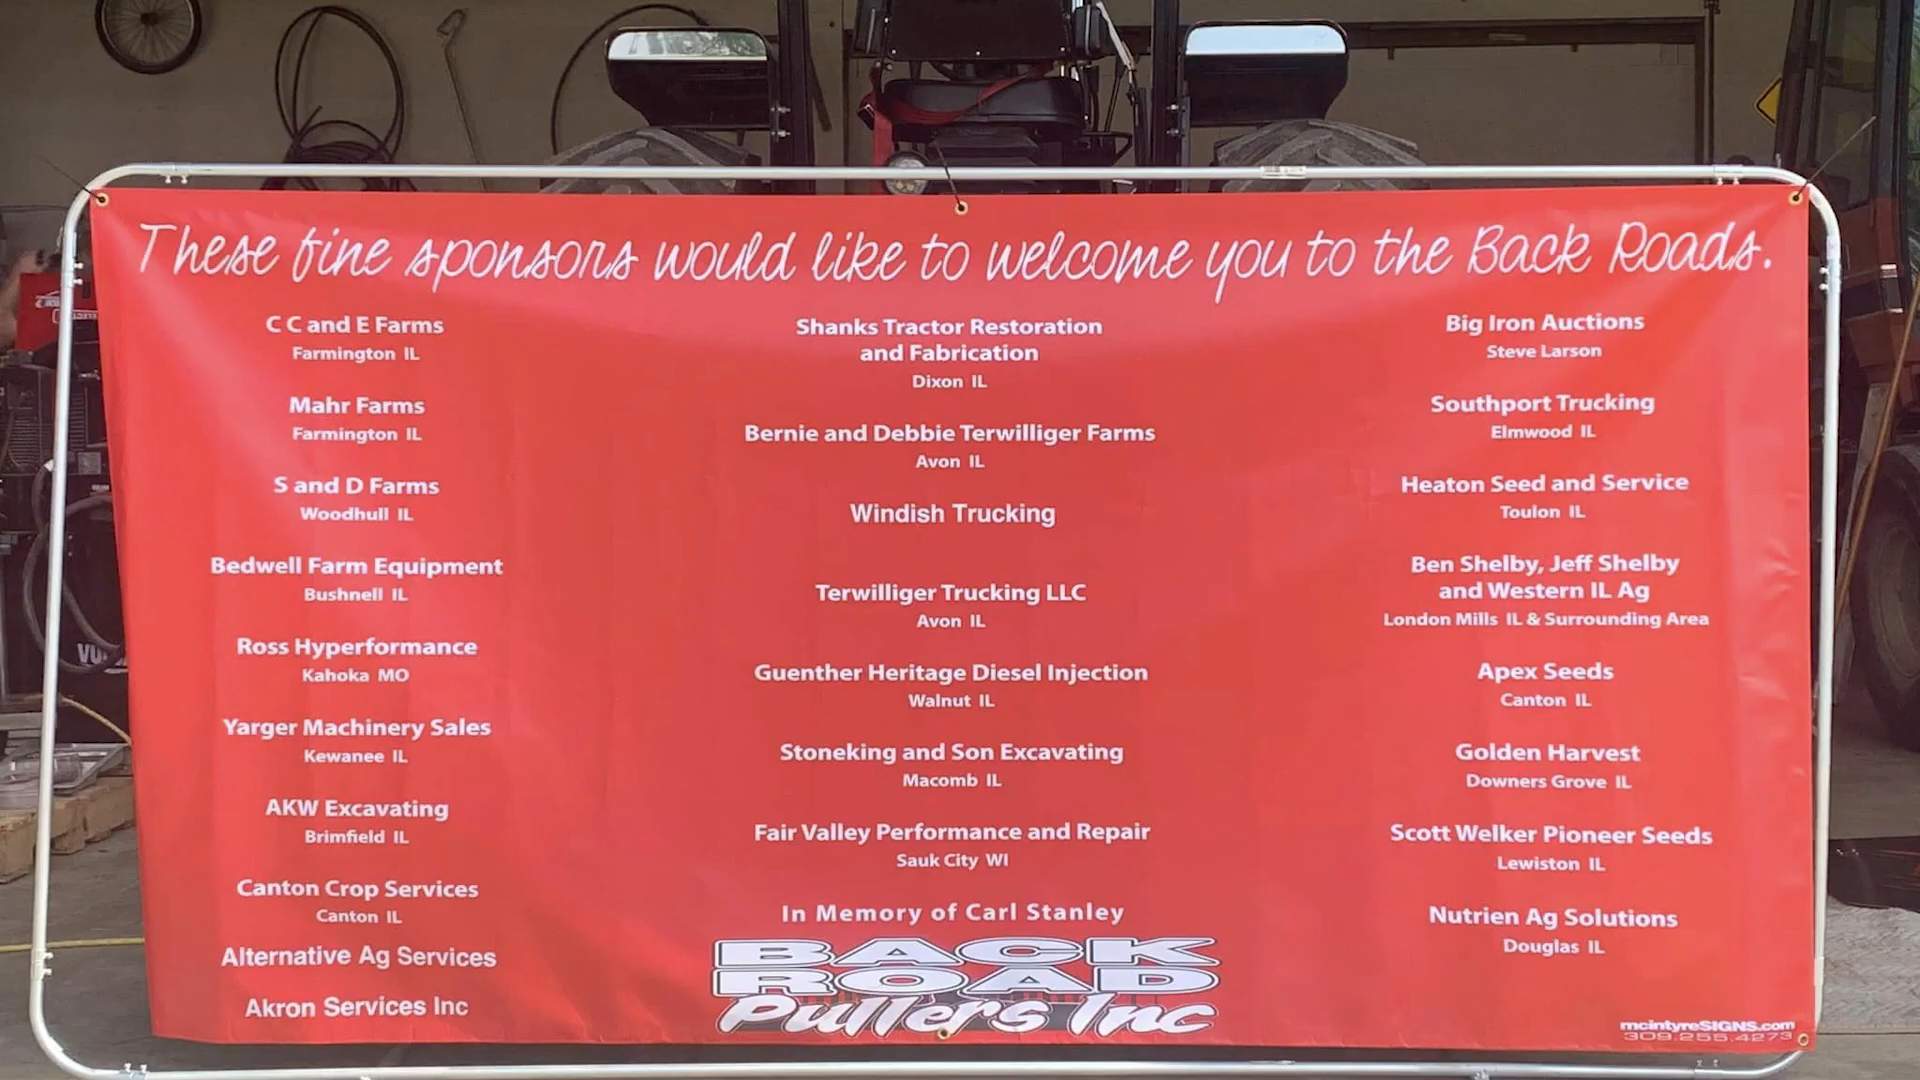 These fine sponsors would like to welcome you to the Back Roads.
C C and E Farms
Farmington IL
Mahr Farms
Farmington IL
S and D Farms
Woodhull IL
Bedwell Farm Equipment
Bushnell IL
Ross Hyperformance
Kahoka MO
Yarger Machinery Sales
Kewanee IL
AKW Excavating
Brimfield IL
Canton Crop Services
Canton IL
Alternative Ag Services
Akron Services Inc
Shanks Tractor Restoration
and Fabrication
Dixon IL
Bernie and Debbie Terwilliger Farms
Avon IL
Windish Trucking
Terwilliger Trucking LLC
Avon IL
Guenther Heritage Diesel Injection
Walnut IL
Stoneking and Son Excavating
Macomb IL
Fair Valley Performance and Repair
Sauk City WI
In Memory of Carl Stanley
BACK
ROAD
Pullers Inc
Big Iron Auctions
Steve Larson
Southport Trucking
Elmwood IL
Heaton Seed and Service
Toulon IL
Ben Shelby, Jeff Shelby
and Western IL Ag
London Mills IL & Surrounding Area
Apex Seeds
Canton IL
Golden Harvest
Downers Grove IL
Scott Welker Pioneer Seeds
Lewiston IL
Nutrien Ag Solutions
Douglas IL
mcintyreSIGNS.com
309.255.4273